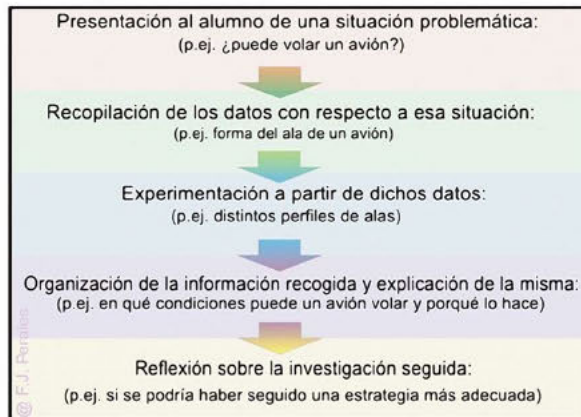 Presentación al alumno de una situación problemática:
(p.ej. ¿puede volar un avión?)
Recopilación de los datos con respecto a esa situación:
(p.ej. forma del ala de un avión)
Experimentación a partir de dichos datos:
(p.ej. distintos perfiles de alas)
Organización de la información recogida y explicación de la misma:
(p.ej. en qué condiciones puede un avión volar y porqué lo hace)
Reflexión sobre la investigación seguida:
(p.ej. si se podría haber seguido una estrategia más adecuada)
@ F.J. Perales